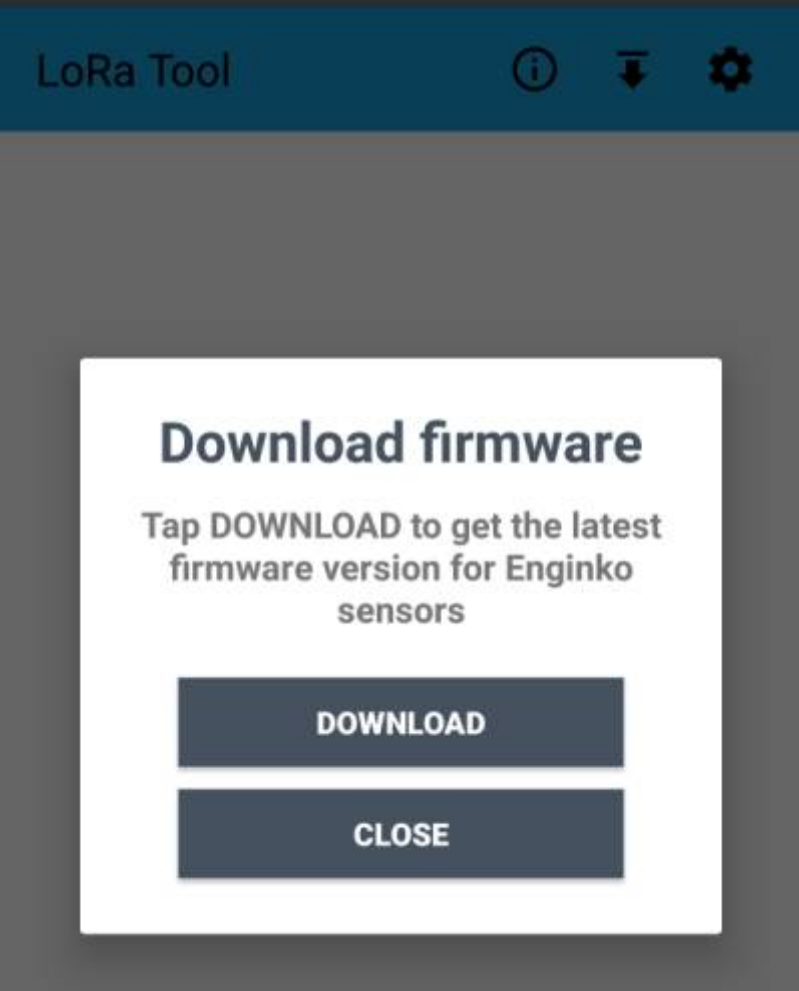 LoRa Tool
Download firmware
Tap DOWNLOAD to get the latest
firmware version for Enginko
sensors
DOWNLOAD
CLOSE